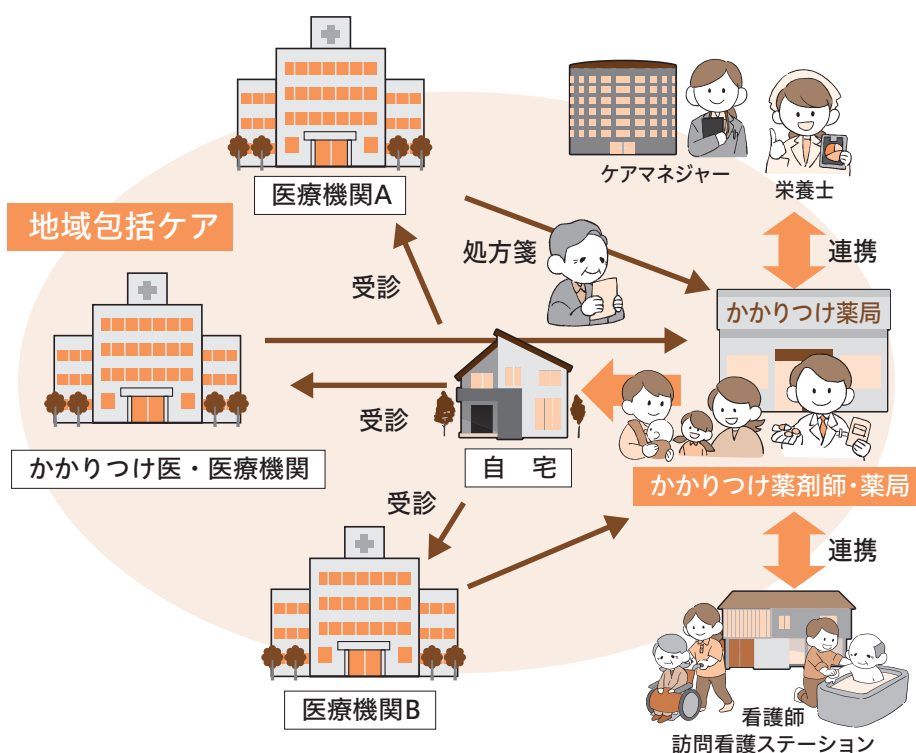 ケアマネジャー
栄養士
医療機関A
地域包括ケア
処方箋
連携
受診
かかりつけ薬局
受診
かかりつけ医・医療機関
自　宅
かかりつけ薬剤師・薬局
受診
連携
医療機関B
看護師
訪問看護ステーション